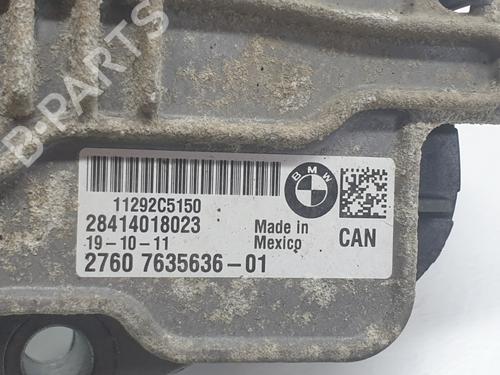 B-PARTS
11292C5150
BMW
28414018023
19-10-11
Made in
Mexico
CAN
2760 7635636-01